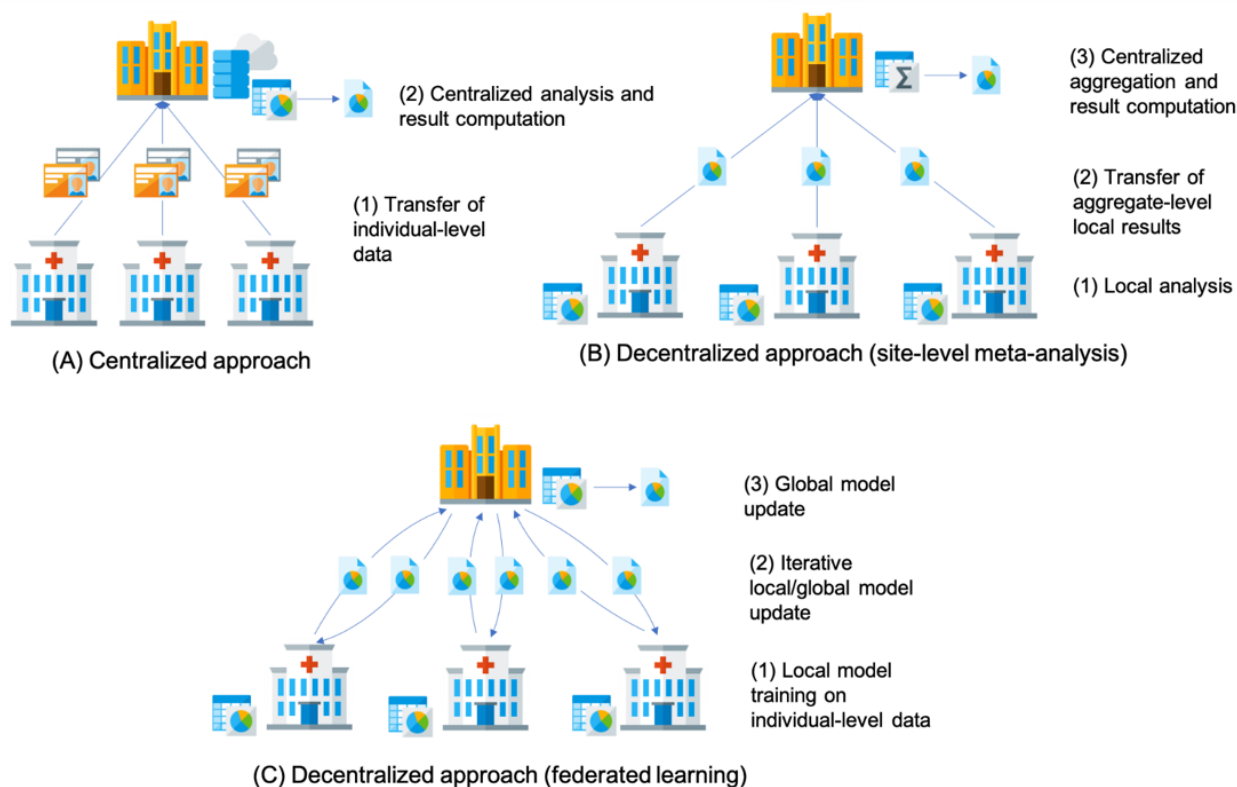 (2) Centralized analysis and
result computation
(1) Transfer of
individual-level
data
(A) Centralized approach
Σ
(3) Centralized
aggregation and
result computation
(2) Transfer of
aggregate-level
local results
(1) Local analysis
(B) Decentralized approach (site-level meta-analysis)
(3) Global model
update
(2) Iterative
local/global model
update
(1) Local model
training on
individual-level data
(C) Decentralized approach (federated learning)